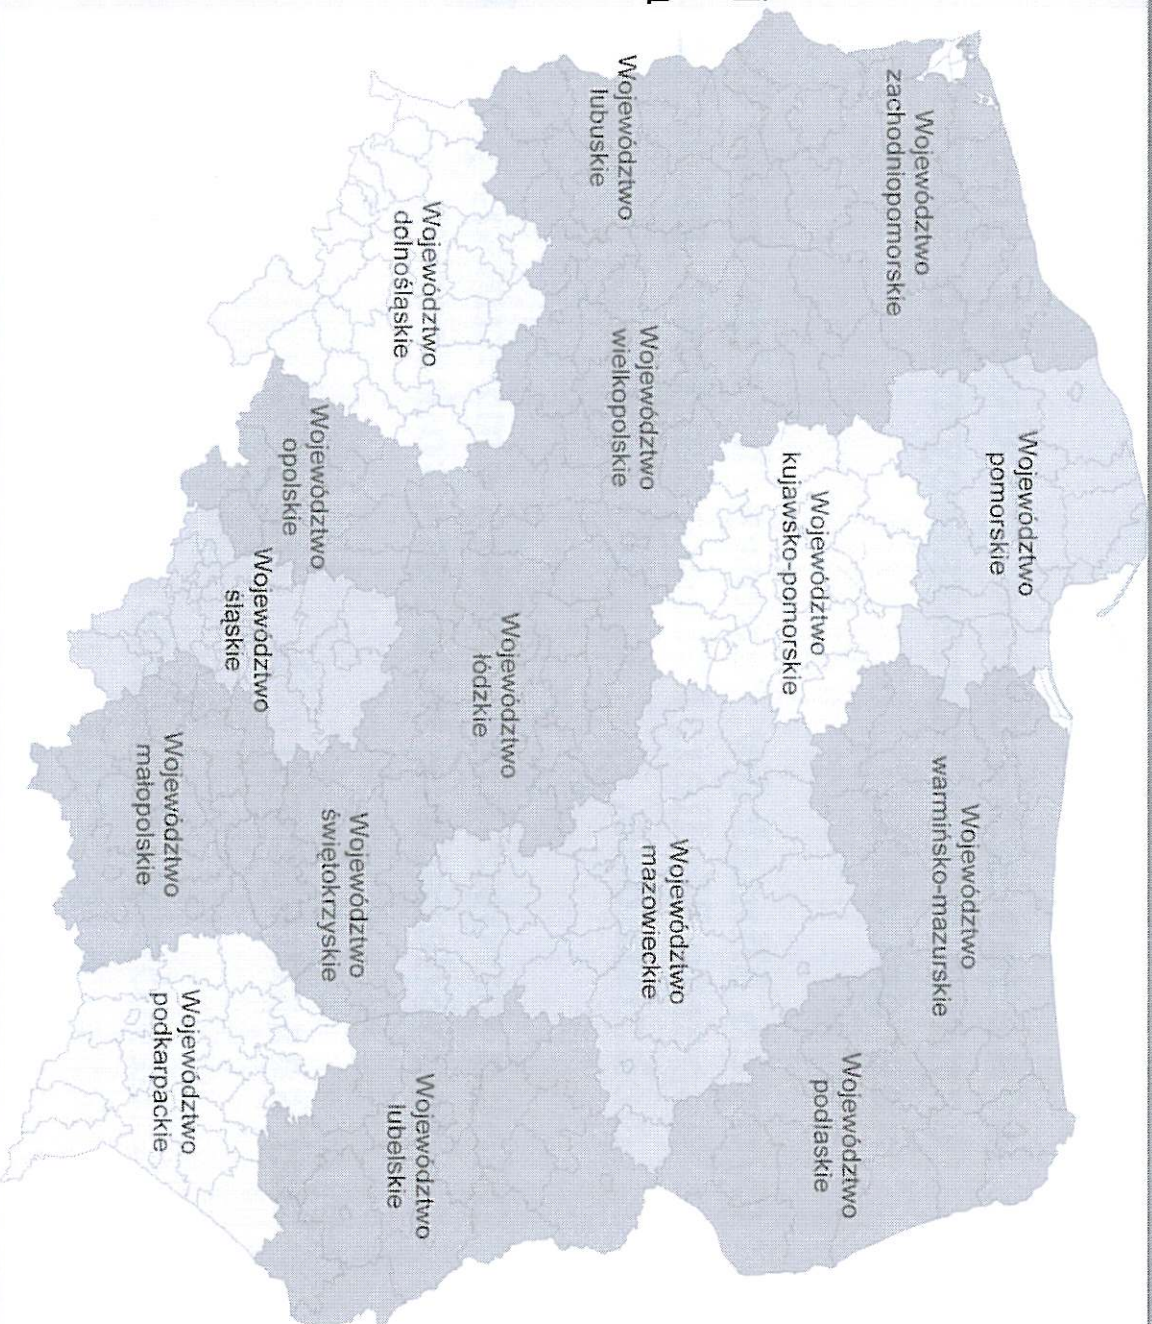 Województwo
zachodniopomorskie
Województwo
pomorskie
Województwo
warmińsko-mazurskie
Województwo
podlaskie
Województwo
kujawsko-pomorskie
Województwo
mazowieckie
Województwo
lubuskie
Województwo
wielkopolskie
Województwo
łódzkie
Województwo
dolnośląskie
Województwo
lubelskie
Województwo
opolskie
Województwo
świętokrzyskie
Województwo
śląskie
Województwo
małopolskie
Województwo
podkarpackie